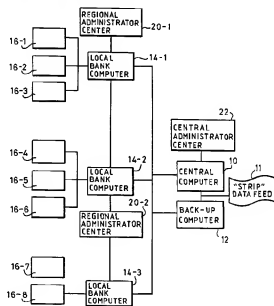 REGIONAL
ADMINISTRATOR
CENTER
20-1
16-1
LOCAL
BANK
COMPUTER
14-1
16-2
16-3
22
CENTRAL
ADMINISTRATOR
CENTER
16-4
14-2
10
11
LOCAL
BANK
COMPUTER
CENTRAL
COMPUTER
"STRIP"
DATA FEED
16-5
16-6
20-2
BACK-UP
COMPUTER
REGIONAL
ADMINISTRATOR
CENTER
12
16-7
14-3
16-8
LOCAL
BANK
COMPUTER